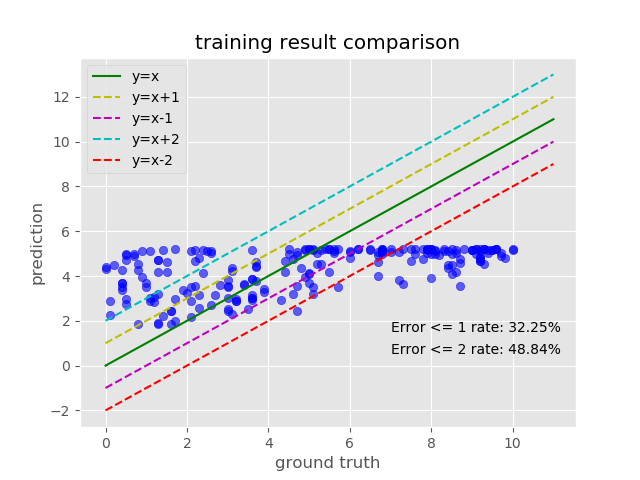 training result comparison
y=x
y=x+1
y=x-1
y=x+2
y=x-2
12
10
8
6
4
2
0
−2
prediction
Error <= 1 rate: 32.25%
Error <= 2 rate: 48.84%
0 2 4 6 8 10
ground truth